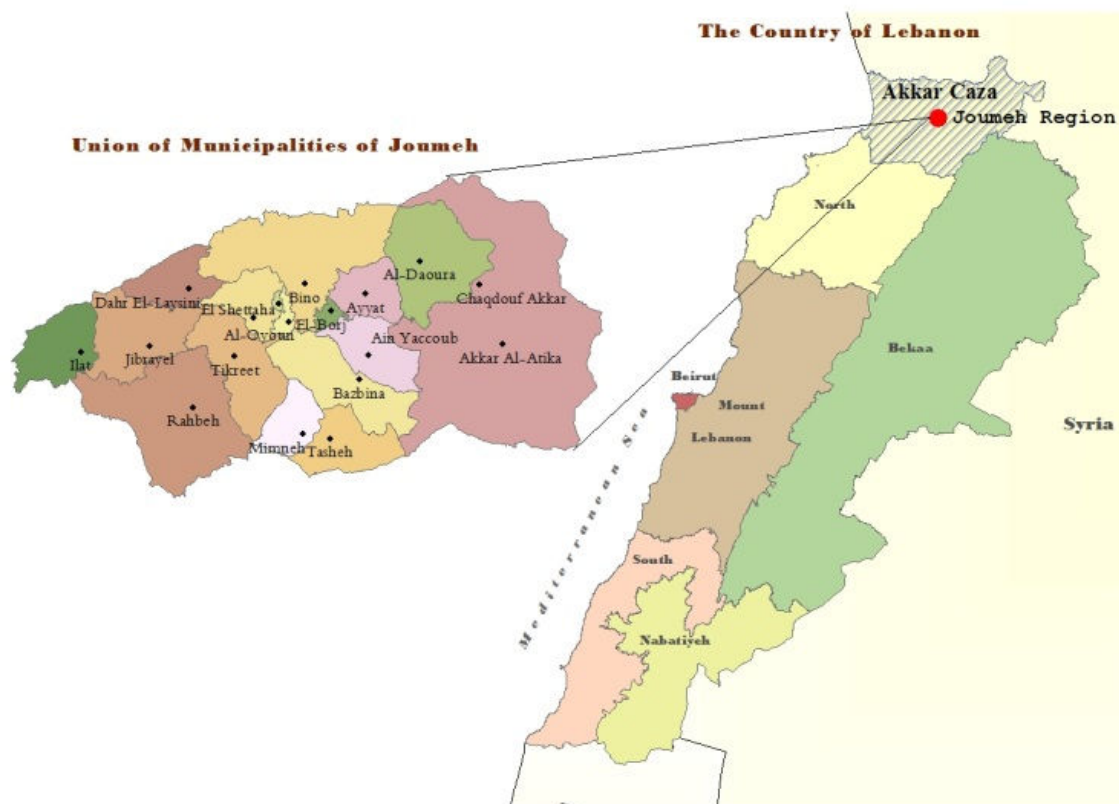 The Country of Lebanon
Akkar Caza
Joumeh Region
Union of Municipalities of Joumeh
North
Al-Daoura
Dahr El-Laysini
Bino
Ayyat
Chaqdouf Akkar
El Shettaha
El-Borj
Al-Oyoun
Ain Yaccoub
Ilat
Jibrayel
Tikreet
Akkar Al-Atika
Bekaa
Bazbina
Beirut
Mount
Lebanon
Rahbeh
Syria
Mimneh
Tasheh
Mediterranean Sea
South
Nabatiyeh